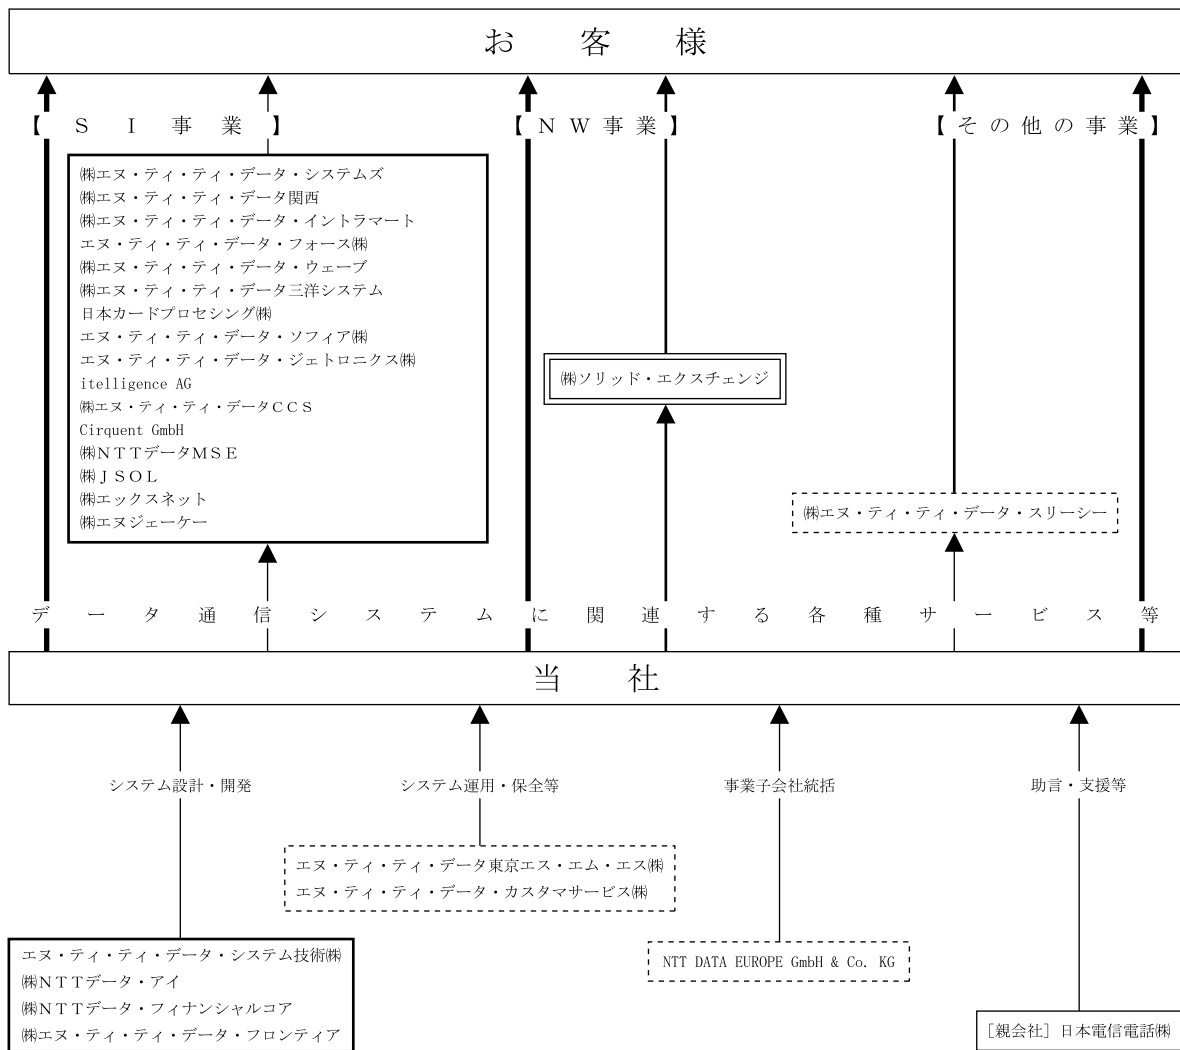 お客様
【ＳＩ事業】
【ＮＷ事業】
【その他の事業】
㈱エヌ・ティ・ティ・データ・システムズ
㈱エヌ・ティ・ティ・データ関西
㈱エヌ・ティ・ティ・データ・イントラマート
エヌ・ティ・ティ・データ・フォース㈱
㈱エヌ・ティ・ティ・データ・ウェーブ
㈱エヌ・ティ・ティ・データ三洋システム
日本カードプロセシング㈱
エヌ・ティ・ティ・データ・ソフィア㈱
エヌ・ティ・ティ・データ・ジェトロニクス㈱
itelligence AG
㈱エヌ・ティ・ティ・データＣＣＳ
Cirquent GmbH
㈱ＮＴＴデータＭＳＥ
㈱ＪＳＯＬ
㈱エックスネット
㈱エヌジェーケー
㈱ソリッド・エクスチェンジ
㈱エヌ・ティ・ティ・データ・スリーシー
データ通信システムに関連する各種サービス等
当社
システム設計・開発
システム運用・保全等
事業子会社統括
助言・支援等
エヌ・ティ・ティ・データ東京エス・エム・エス㈱
エヌ・ティ・ティ・データ・カスタマサービス㈱
エヌ・ティ・ティ・データ・システム技術㈱
㈱ＮＴＴデータ・アイ
㈱ＮＴＴデータ・フィナンシャルコア
㈱エヌ・ティ・ティ・データ・フロンティア
NTT DATA EUROPE GmbH & Co. KG
［親会社］日本電信電話㈱